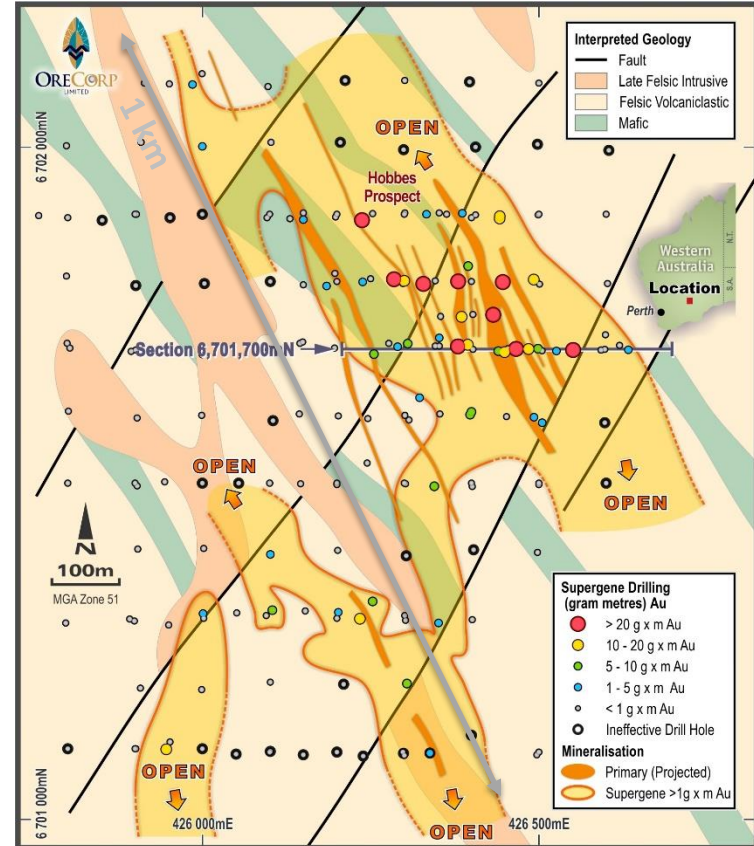 ORECORP
LIMITED
1 km
6 702 000mN
OPEN
Hobbes
Prospect
Interpreted Geology
Fault
Late Felsic Intrusive
Felsic Volcaniclastic
Mafic
Western
Australia
Location
Perth
N.T.
S.A.
Section 6,701,700m N
OPEN
OPEN
N
100m
MGA Zone 51
Supergene Drilling
(gram metres) Au
> 20 g x m Au
10 - 20 g x m Au
5 - 10 g x m Au
1 - 5 g x m Au
< 1 g x m Au
Ineffective Drill Hole
Mineralisation
Primary (Projected)
Supergene >1g x m Au
OPEN
OPEN
6 701 000mN
426 000mE
426 500mE